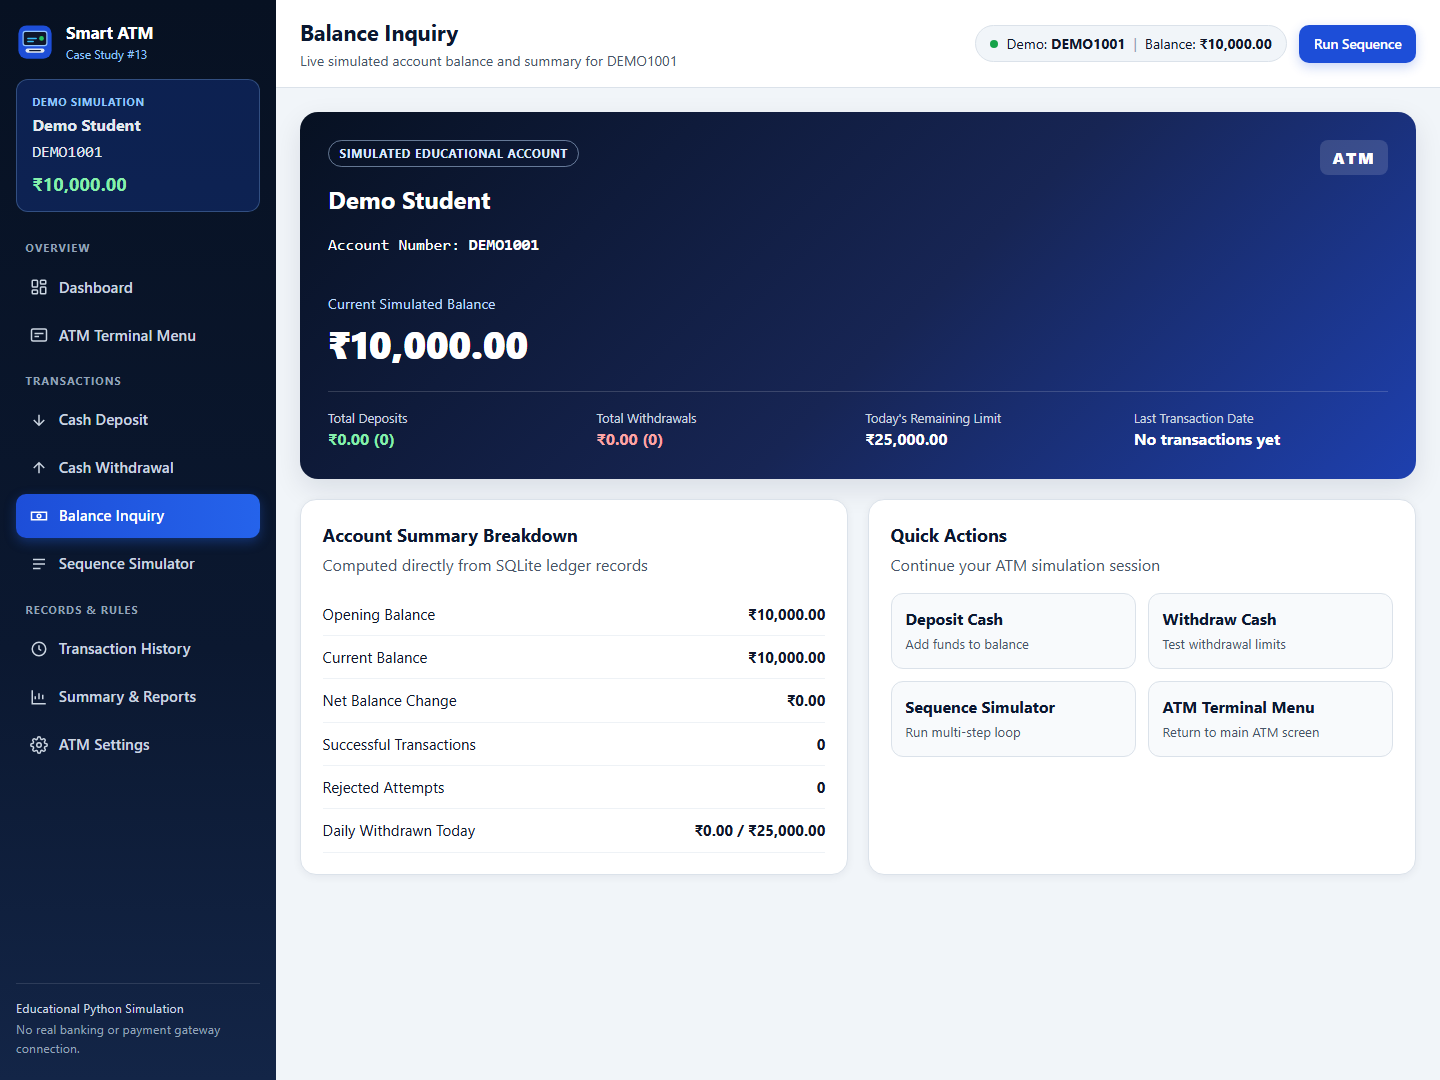 Smart ATM
Case Study #13
DEMO SIMULATION
Demo Student
DEMO1001
₹10,000.00
OVERVIEW
Dashboard
ATM Terminal Menu
TRANSACTIONS
Cash Deposit
Cash Withdrawal
Balance Inquiry
Sequence Simulator
RECORDS & RULES
Transaction History
Summary & Reports
ATM Settings
Educational Python Simulation
No real banking or payment gateway
connection.
Balance Inquiry
Live simulated account balance and summary for DEMO1001
Demo: DEMO1001 | Balance: ₹10,000.00
Run Sequence
SIMULATED EDUCATIONAL ACCOUNT
ATM
Demo Student
Account Number: DEMO1001
Current Simulated Balance
₹10,000.00
Total Deposits
₹0.00 (0)
Total Withdrawals
₹0.00 (0)
Today's Remaining Limit
₹25,000.00
Last Transaction Date
No transactions yet
Account Summary Breakdown
Computed directly from SQLite ledger records
Opening Balance ₹10,000.00
Current Balance ₹10,000.00
Net Balance Change ₹0.00
Successful Transactions 0
Rejected Attempts 0
Daily Withdrawn Today ₹0.00 / ₹25,000.00
Quick Actions
Continue your ATM simulation session
Deposit Cash
Add funds to balance
Withdraw Cash
Test withdrawal limits
Sequence Simulator
Run multi-step loop
ATM Terminal Menu
Return to main ATM screen